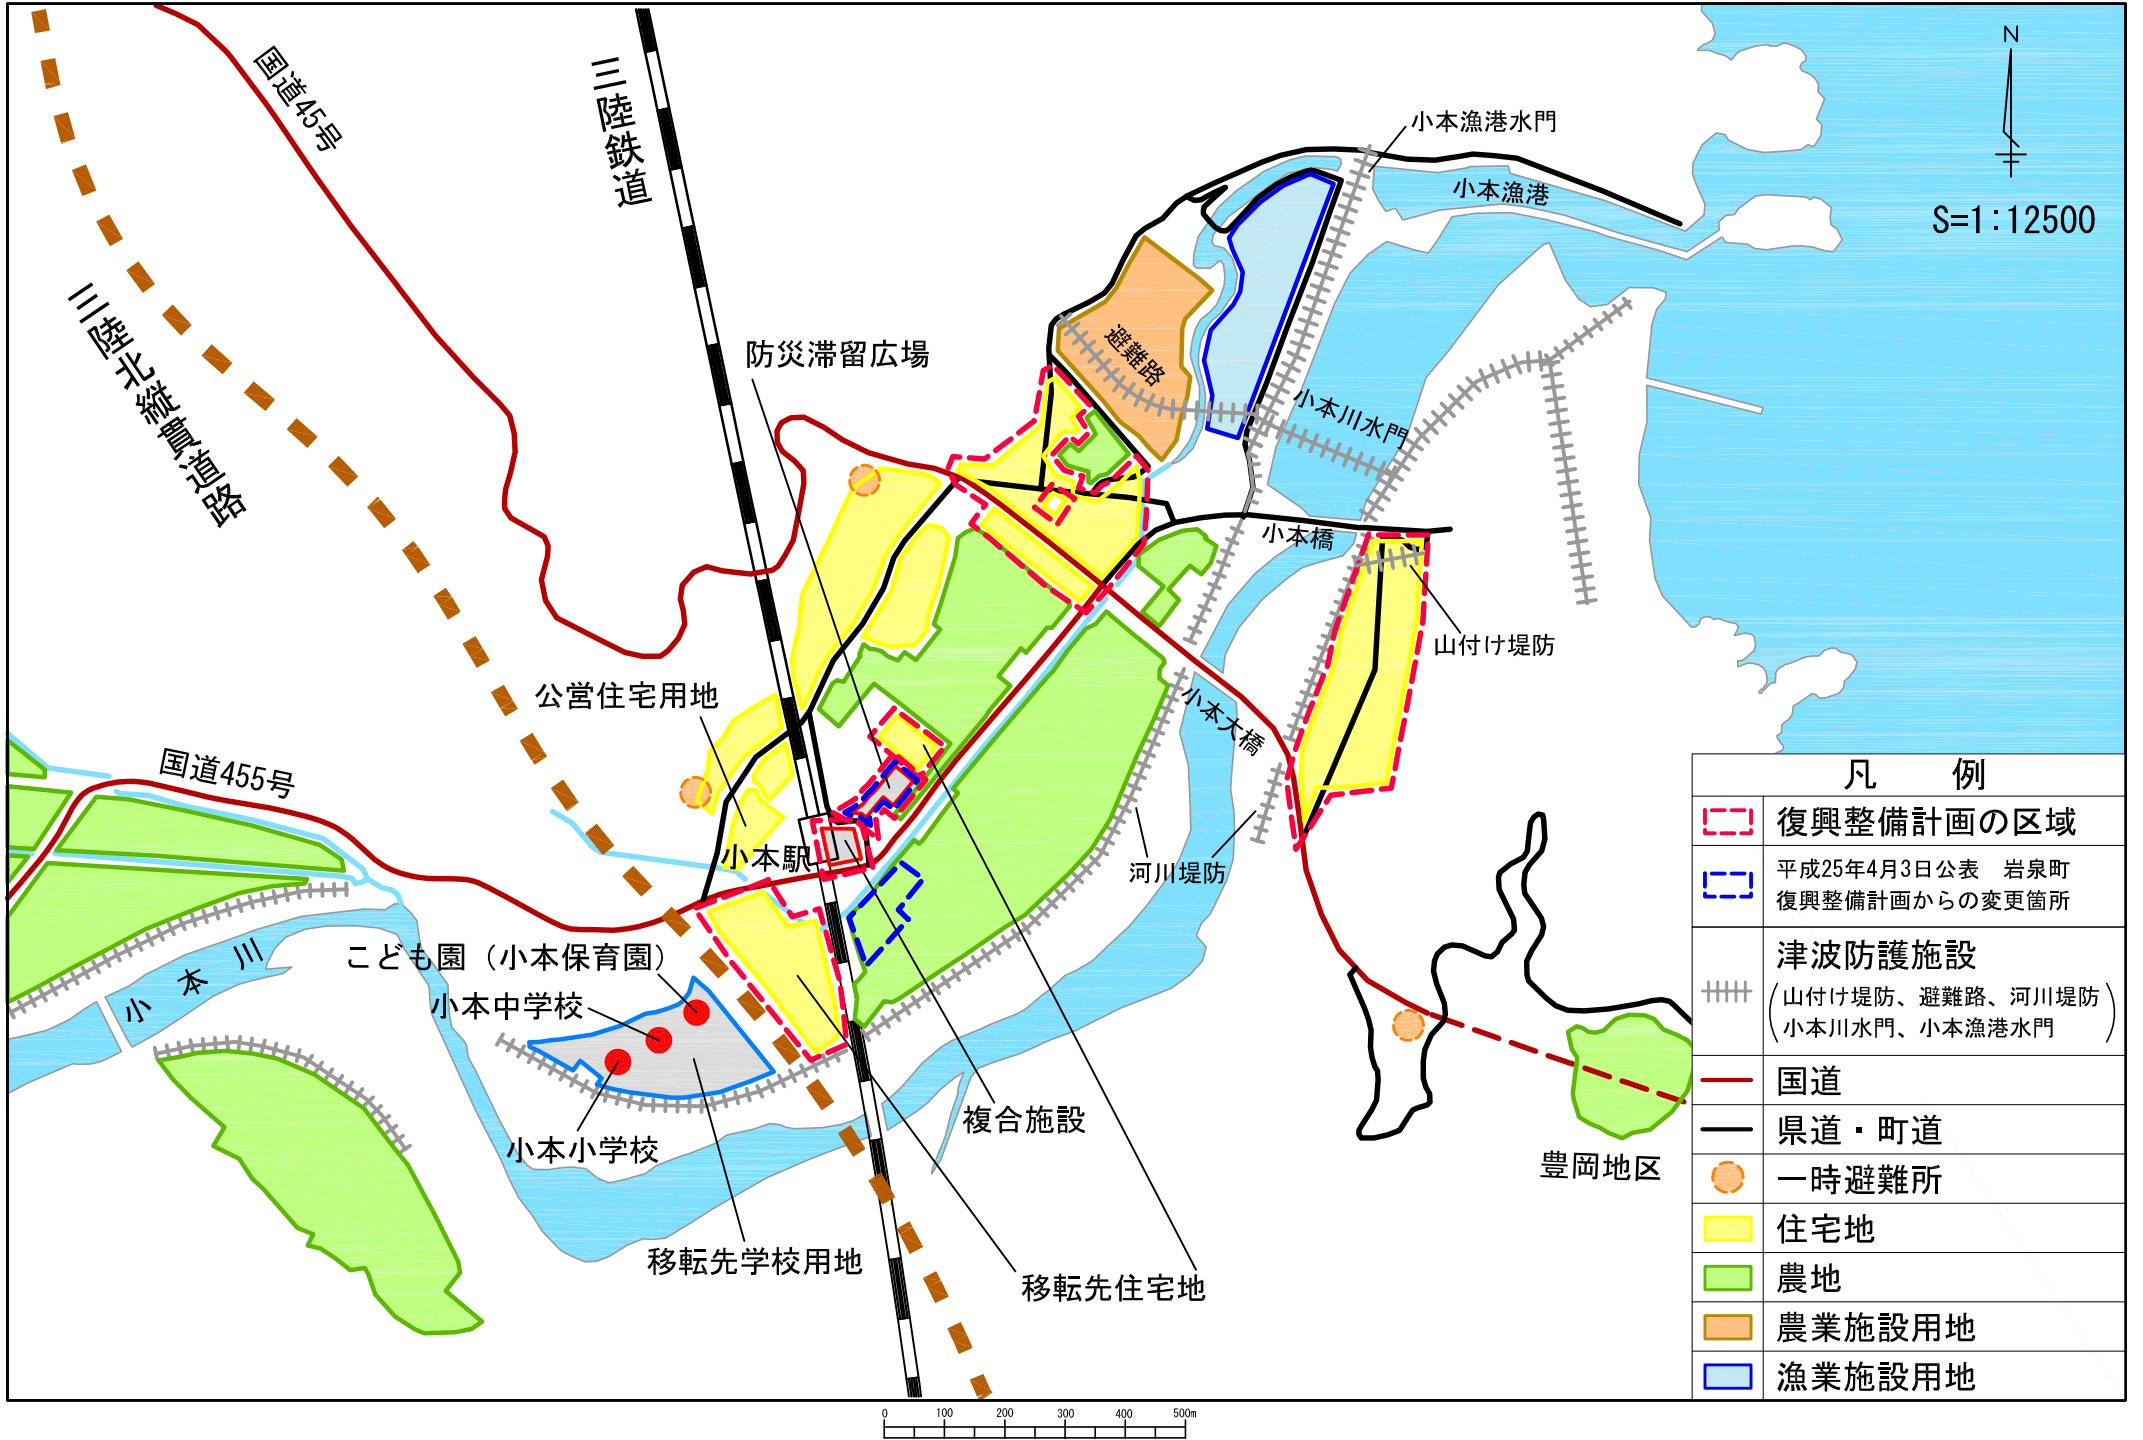 国道45号
三陸鉄道
小本漁港水門
小本漁港
N
S=1:12500
三陸北縦貫道路
防災滞留広場
避難路
小本川水門
小本橋
山付け堤防
公営住宅用地
小本大橋
国道455号
小本駅
河川堤防
小本川
こども園（小本保育園）
小本中学校
小本小学校
複合施設
移転先学校用地
移転先住宅地
豊岡地区
凡　例
復興整備計画の区域
平成25年4月3日公表　岩泉町
復興整備計画からの変更箇所
津波防護施設
（山付け堤防、避難路、河川堤防
小本川水門、小本漁港水門）
国道
県道・町道
一時避難所
住宅地
農地
農業施設用地
漁業施設用地
0 100 200 300 400 500m